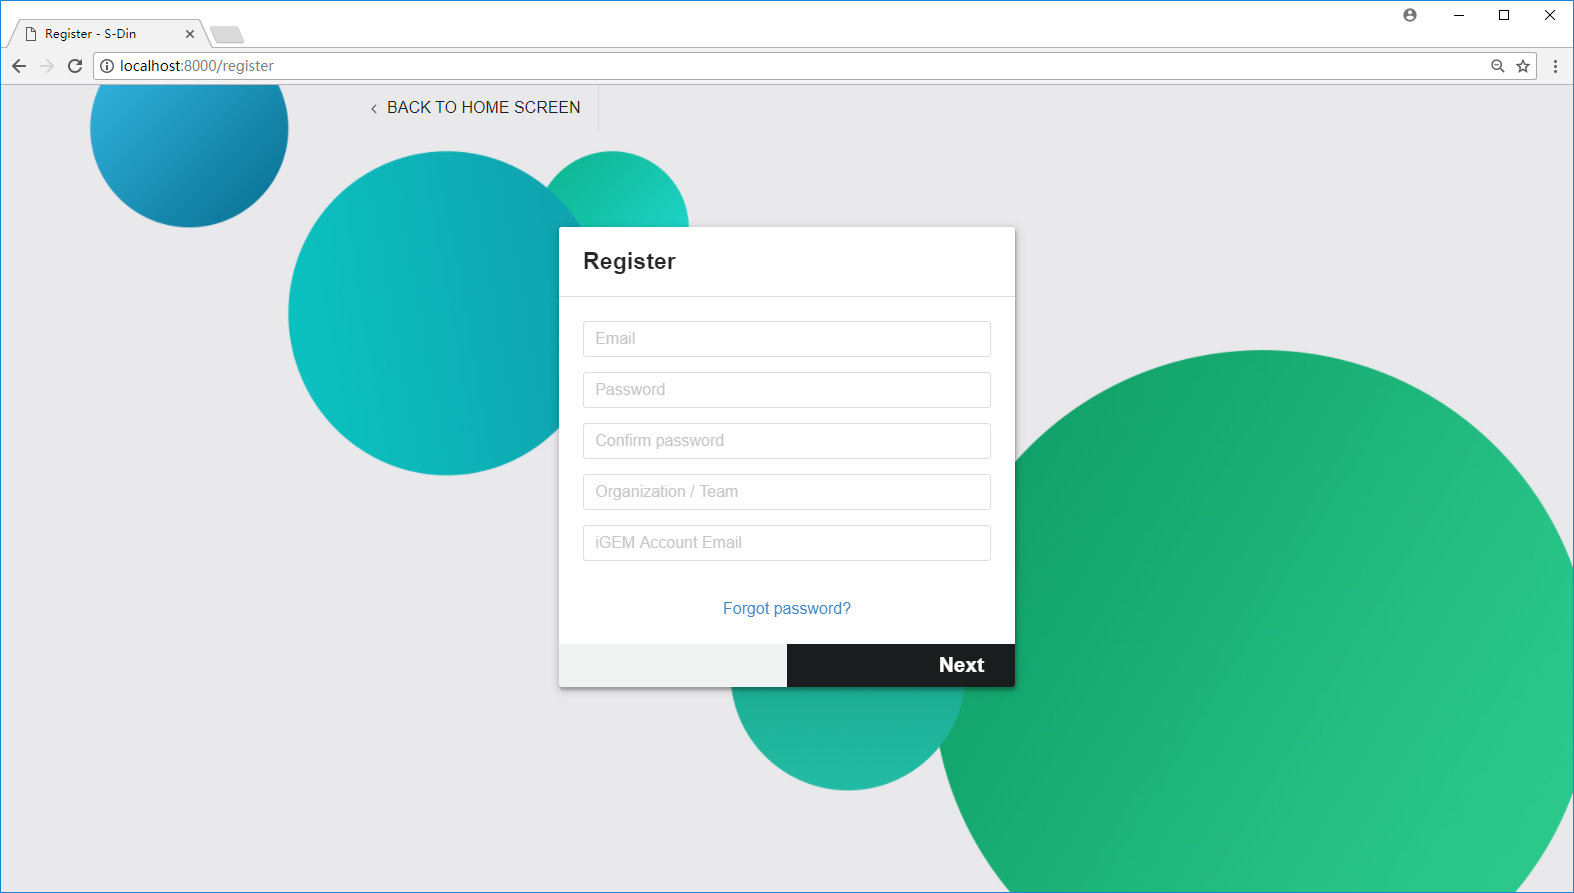 Register - S-Din
localhost:8000/register
BACK TO HOME SCREEN
Register
Email
Password
Confirm password
Organization / Team
iGEM Account Email
Forgot password?
Next